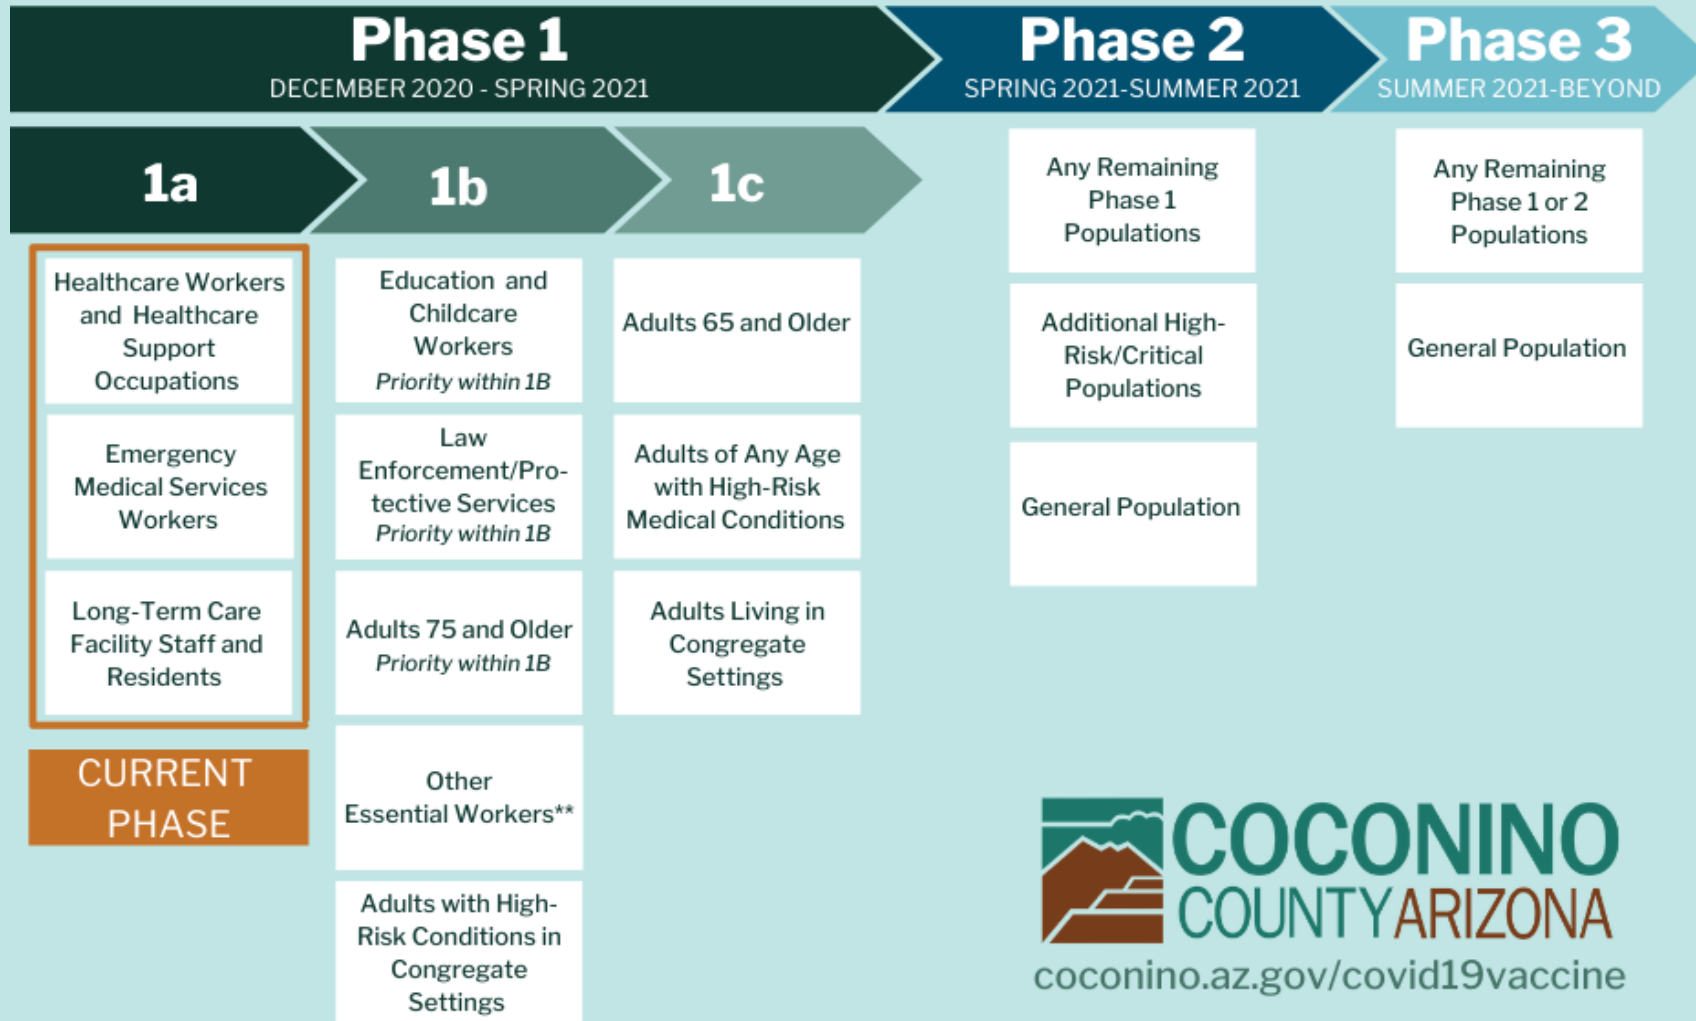 Phase 1
DECEMBER 2020 - SPRING 2021
Phase 2
SPRING 2021-SUMMER 2021
Phase 3
SUMMER 2021-BEYOND
1a
Healthcare Workers
and Healthcare
Support
Occupations
Emergency
Medical Services
Workers
Long-Term Care
Facility Staff and
Residents
CURRENT
PHASE
1b
Education and
Childcare
Workers
Priority within 1B
Law
Enforcement/Pro-
tective Services
Priority within 1B
Adults 75 and Older
Priority within 1B
Other
Essential Workers**
Adults with High-
Risk Conditions in
Congregate
Settings
1c
Adults 65 and Older
Adults of Any Age
with High-Risk
Medical Conditions
Adults Living in
Congregate
Settings
Any Remaining
Phase 1
Populations
Additional High-
Risk/Critical
Populations
General Population
Any Remaining
Phase 1 or 2
Populations
General Population
COCONINO
COUNTY ARIZONA
coconino.az.gov/covid19vaccine